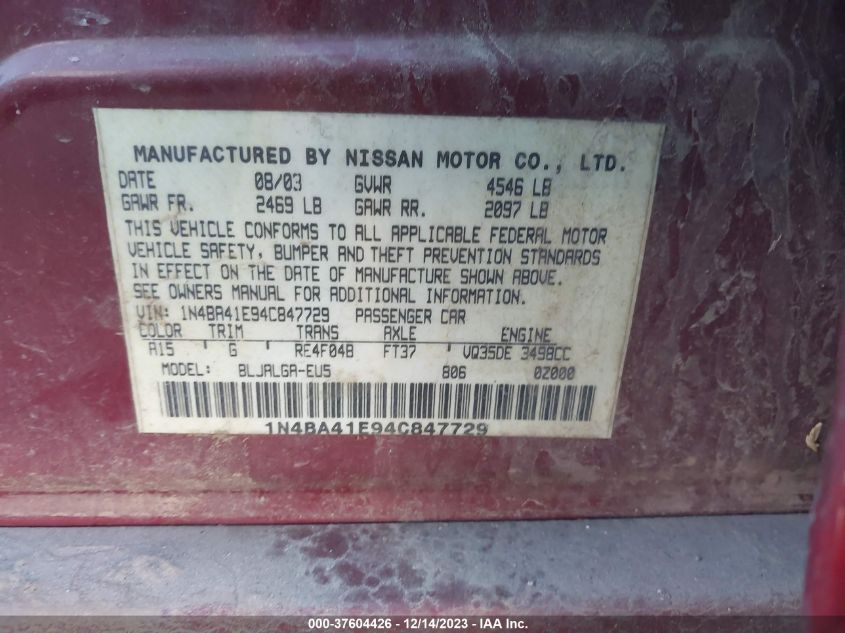 MANUFACTURED BY NISSAN MOTOR CO., LTD.
DATE 08/03 GVWR 4546 LB
GAWR FR. 2469 LB GAWR RR. 2097 LB
THIS VEHICLE CONFORMS TO ALL APPLICABLE FEDERAL MOTOR
VEHICLE SAFETY, BUMPER AND THEFT PREVENTION STANDARDS
IN EFFECT ON THE DATE OF MANUFACTURE SHOWN ABOVE.
SEE OWNERS MANUAL FOR ADDITIONAL INFORMATION.
VIN: 1N4BA41E94C847729 PASSENGER CAR
COLOR TRIM TRANS AXLE ENGINE
A15 G RE4F04B FT37 VQ35DE 3498CC
MODEL: BLJALGA-EU5 806 0Z000
1N4BA41E94C847729
000-37604426 - 12/14/2023 - IAA Inc.